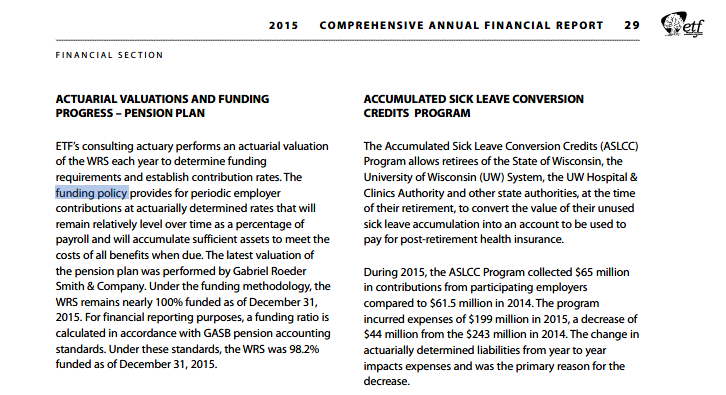 2015 COMPREHENSIVE ANNUAL FINANCIAL REPORT 29
etf
FINANCIAL SECTION
ACTUARIAL VALUATIONS AND FUNDING
PROGRESS – PENSION PLAN
ETF’s consulting actuary performs an actuarial valuation
of the WRS each year to determine funding
requirements and establish contribution rates. The
funding policy provides for periodic employer
contributions at actuarially determined rates that will
remain relatively level over time as a percentage of
payroll and will accumulate sufficient assets to meet the
costs of all benefits when due. The latest valuation of
the pension plan was performed by Gabriel Roeder
Smith & Company. Under the funding methodology, the
WRS remains nearly 100% funded as of December 31,
2015. For financial reporting purposes, a funding ratio is
calculated in accordance with GASB pension accounting
standards. Under these standards, the WRS was 98.2%
funded as of December 31, 2015.
ACCUMULATED SICK LEAVE CONVERSION
CREDITS PROGRAM
The Accumulated Sick Leave Conversion Credits (ASLCC)
Program allows retirees of the State of Wisconsin, the
University of Wisconsin (UW) System, the UW Hospital &
Clinics Authority and other state authorities, at the time
of their retirement, to convert the value of their unused
sick leave accumulation into an account to be used to
pay for post-retirement health insurance.
During 2015, the ASLCC Program collected $65 million
in contributions from participating employers
compared to $61.5 million in 2014. The program
incurred expenses of $199 million in 2015, a decrease of
$44 million from the $243 million in 2014. The change in
actuarially determined liabilities from year to year
impacts expenses and was the primary reason for the
decrease.